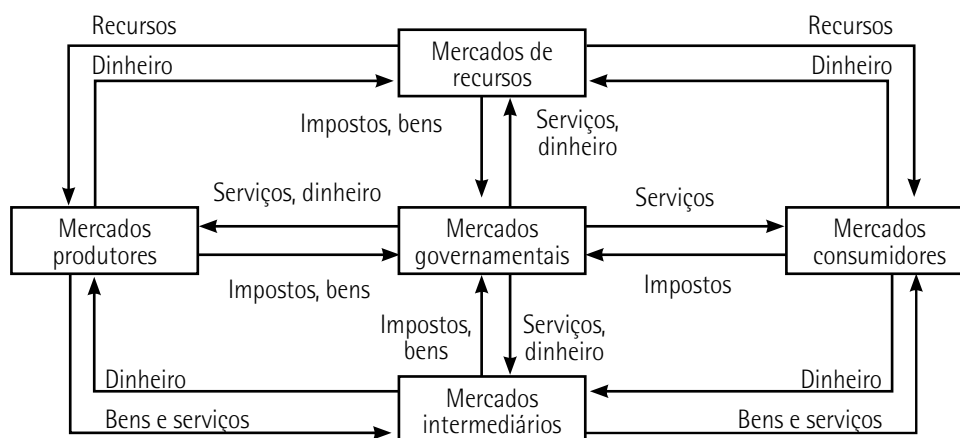 Recursos
Recursos
Mercados de
recursos
Dinheiro
Dinheiro
Impostos, bens
Serviços,
dinheiro
Serviços, dinheiro
Serviços
Mercados
produtores
Mercados
governamentais
Mercados
consumidores
Impostos, bens
Impostos
Impostos,
bens
Serviços,
dinheiro
Dinheiro
Dinheiro
Mercados
intermediários
Bens e serviços
Bens e serviços